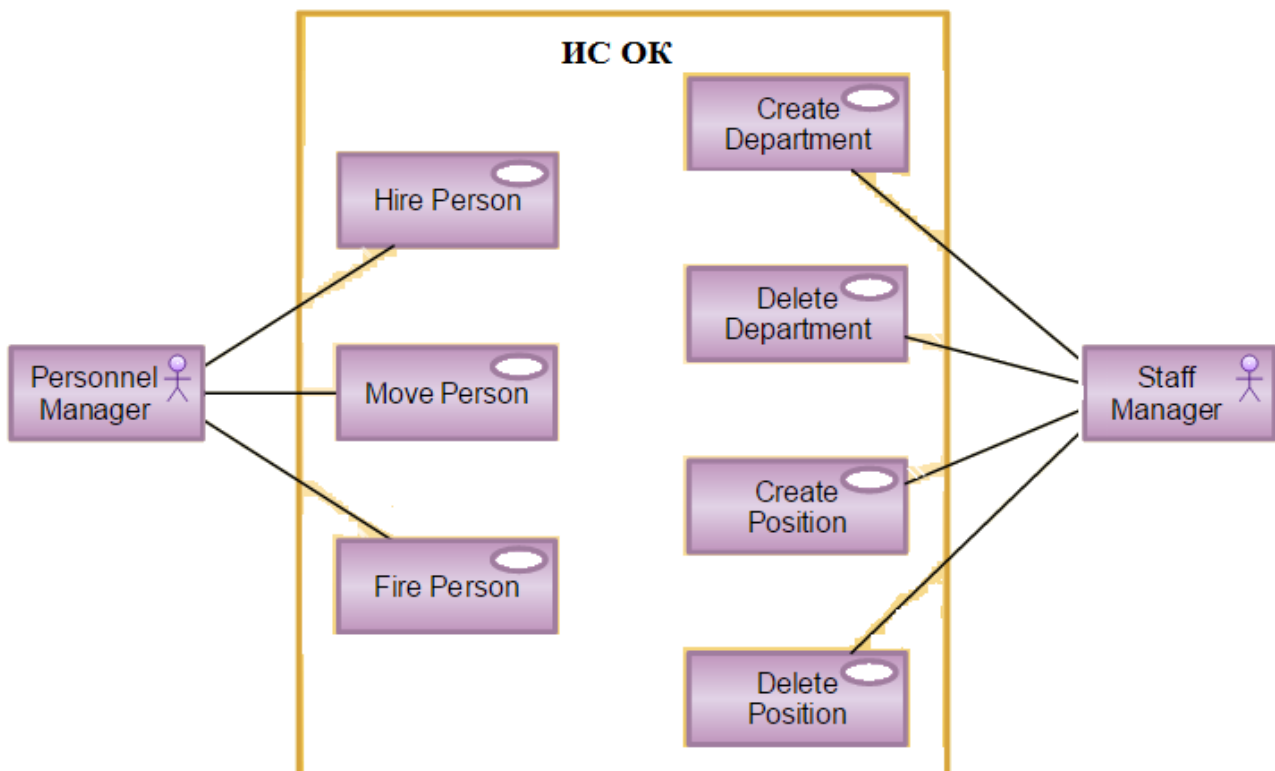 ИС ОК
Create
Department
Hire Person
Delete
Department
Personnel
Manager
Move Person
Staff
Manager
Create
Position
Fire Person
Delete
Position